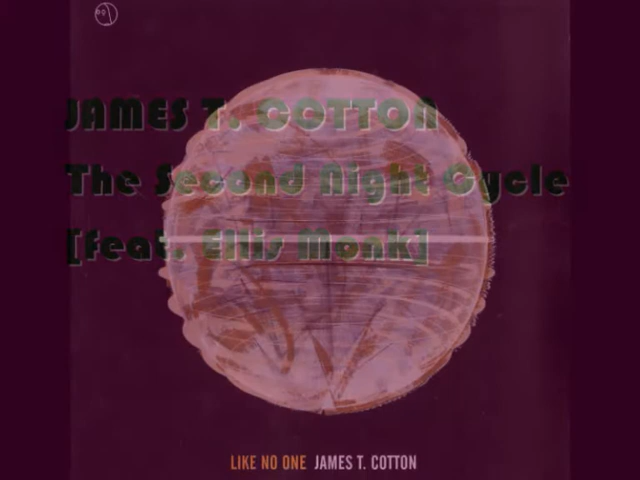 JAMES T. COTTON
The Second Night Cycle
[feat. Ellis Monk]
LIKE NO ONE JAMES T. COTTON